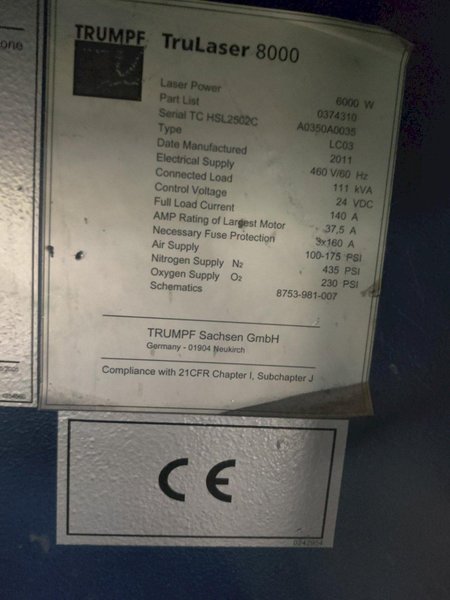 one
TRUMPF TruLaser 8000
Laser Power 6000 W
Part List 0374310
Serial TC HSL2502C A0350A0035
Type LC03
Date Manufactured 2011
Electrical Supply 460 V/60 Hz
Connected Load 111 kVA
Control Voltage 24 VDC
Full Load Current 140 A
AMP Rating of Largest Motor 37,5 A
Necessary Fuse Protection 3x160 A
Air Supply 100-175 PSI
Nitrogen Supply N₂ 435 PSI
Oxygen Supply O₂ 230 PSI
Schematics 8753-981-007
TRUMPF Sachsen GmbH
Germany - 01904 Neukirch
Compliance with 21CFR Chapter I, Subchapter J
CE